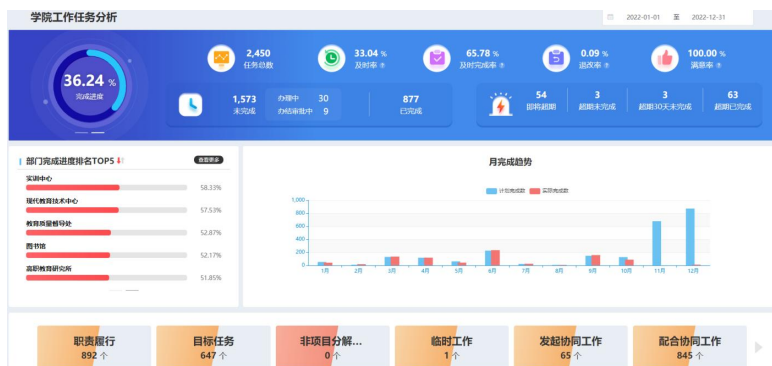 学院工作任务分析
2022-01-01 至 2022-12-31
36.24 %
完成进度
2,450
任务总数
33.04 %
及时率
65.78 %
及时完成率
0.09 %
退改率
100.00 %
满意率
1,573
未完成
办理中 30
办结审批中 9
877
已完成
54
即将超期
3
超期未完成
3
超期30天未完成
63
超期已完成
部门完成进度排名TOP5
查看更多
实训中心
58.33%
现代教育技术中心
57.53%
教育质量督导处
52.87%
图书馆
52.17%
高职教育研究所
51.85%
月完成趋势
计划完成数 实际完成数
1,000
800
600
400
200
0
1月 2月 3月 4月 5月 6月 7月 8月 9月 10月 11月 12月
职责履行
892 个
目标任务
647 个
非项目分解...
0 个
临时工作
1 个
发起协同工作
65 个
配合协同工作
845 个